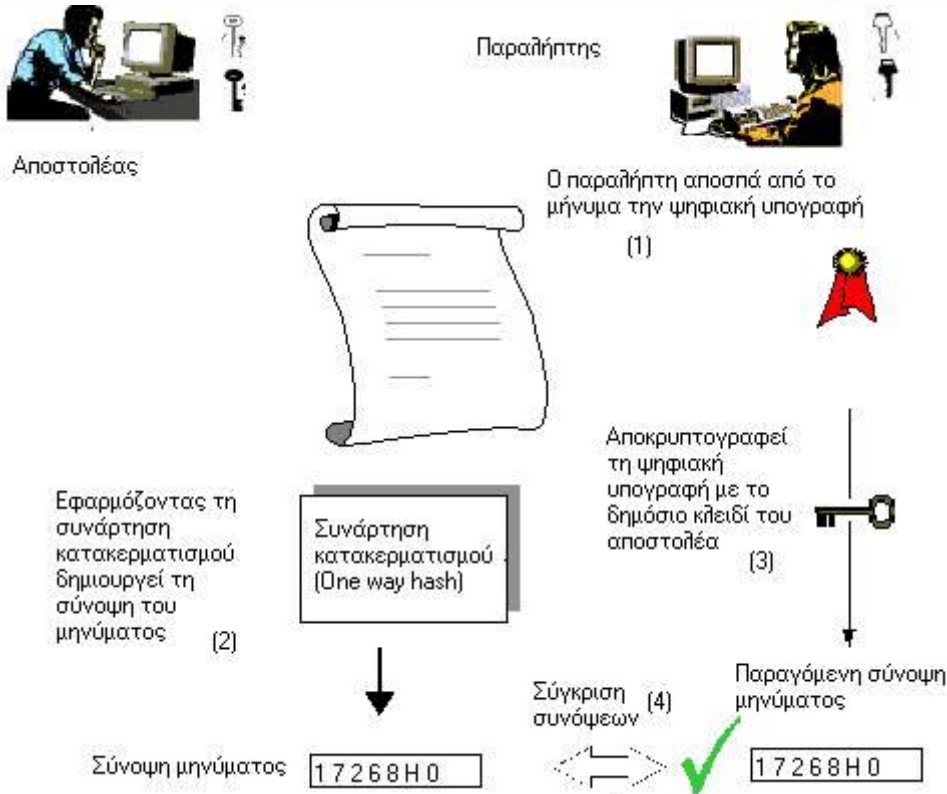 Παραλήπτης
Αποστολέας
Ο παραλήπτη αποσπά από το
μήνυμα την ψηφιακή υπογραφή
(1)
Αποκρυπτογραφεί
τη ψηφιακή
υπογραφή με το
δημόσιο κλειδί του
αποστολέα
(3)
Εφαρμόζοντας τη
συνάρτηση
κατακερματισμού
δημιουργεί τη
σύνοψη του
μηνύματος
(2)
Συνάρτηση
κατακερματισμού
(One way hash)
Παραγόμενη σύνοψη
μηνύματος
Σύγκριση
συνόψεων
(4)
Σύνοψη μηνύματος
17268H0
17268H0